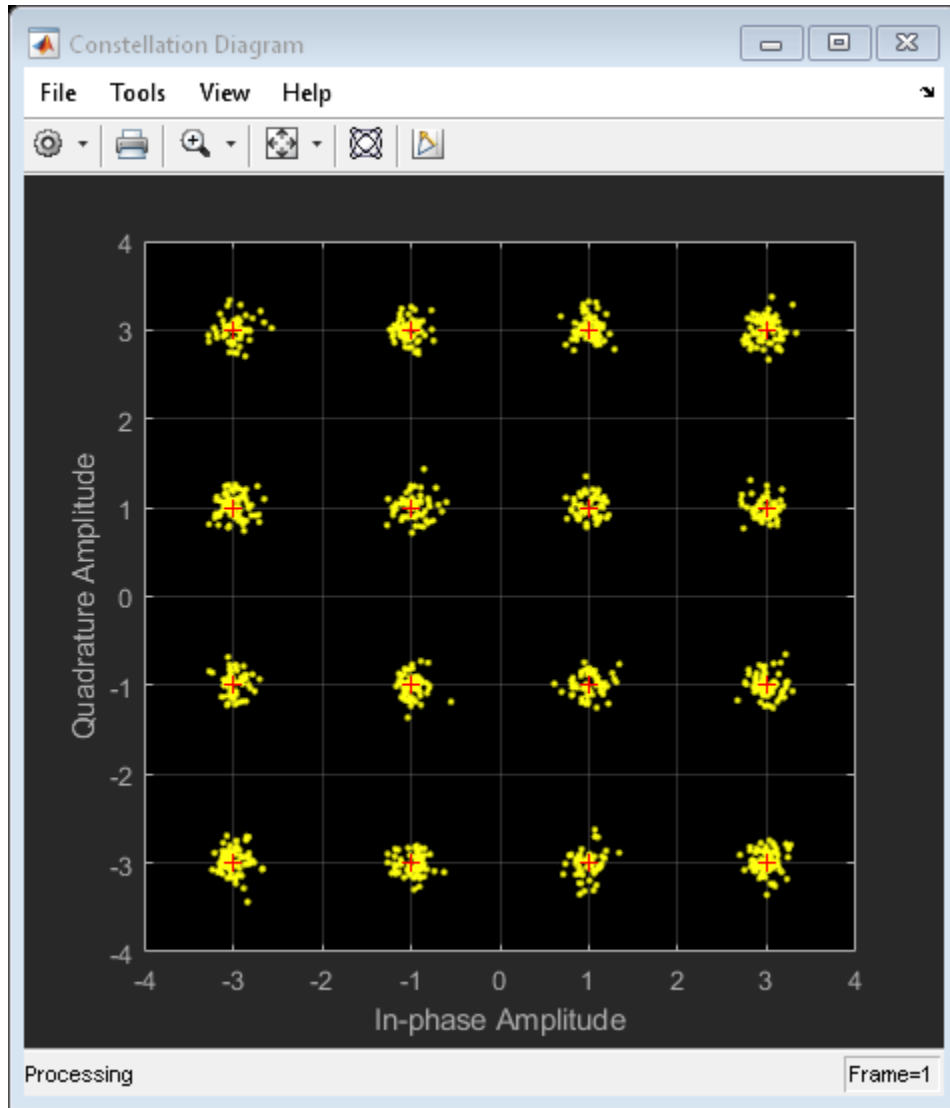 Constellation Diagram
File Tools View Help
4
3
2
1
0
-1
-2
-3
-4
Quadrature Amplitude
-4 -3 -2 -1 0 1 2 3 4
In-phase Amplitude
Processing Frame=1